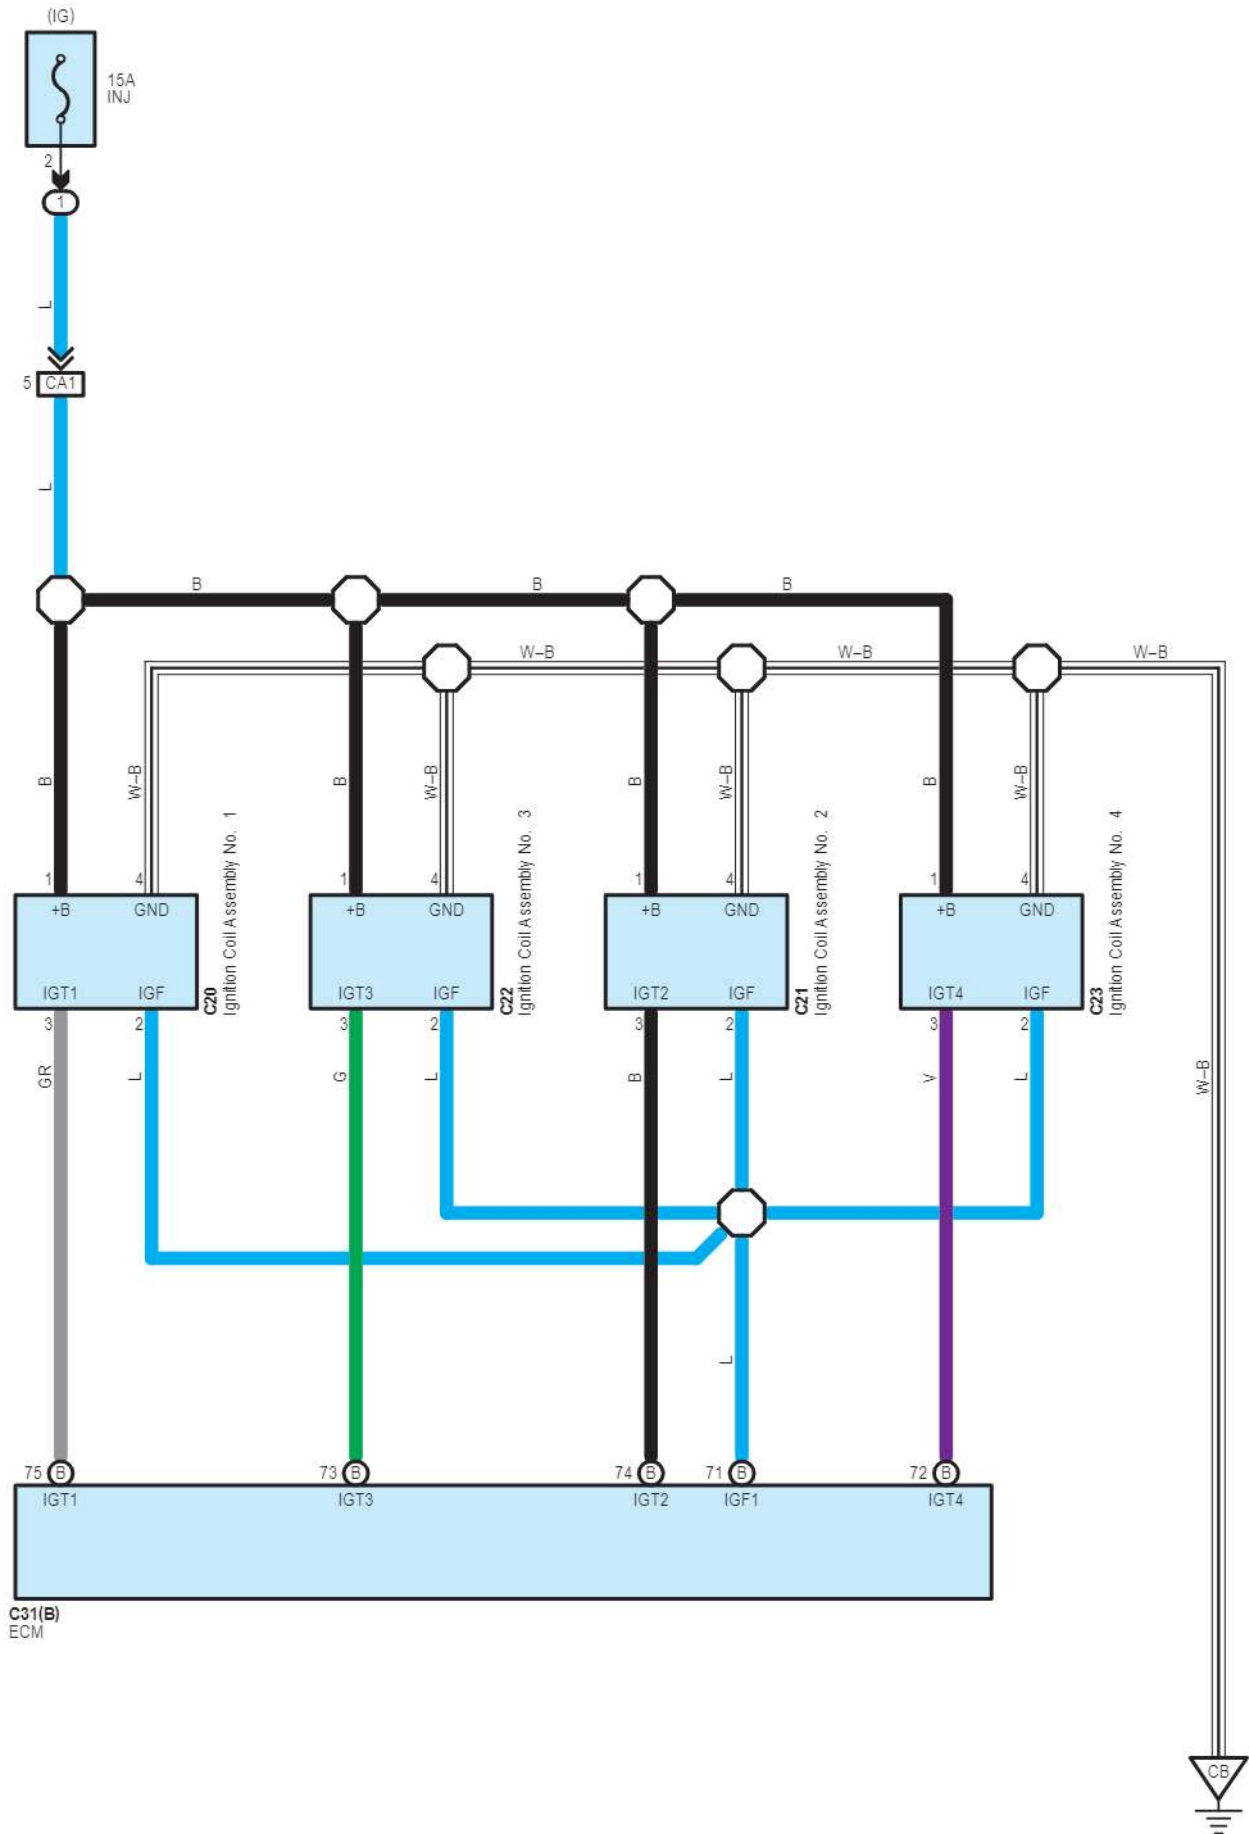 (IG)
15A
INJ
2
1
L
5 CA1
L
B B B
W–B W–B W–B
B W–B B W–B B W–B B W–B
1 4 1 4 1 4 1 4
+B GND +B GND +B GND +B GND
IGT1 IGF IGT3 IGF IGT2 IGF IGT4 IGF
C20
Ignition Coil Assembly No. 1
C22
Ignition Coil Assembly No. 3
C21
Ignition Coil Assembly No. 2
C23
Ignition Coil Assembly No. 4
3 2 3 2 3 2 3 2
GR L G L B L V L W–B
L
75 B 73 B 74 B 71 B 72 B
IGT1 IGT3 IGT2 IGF1 IGT4
C31(B)
ECM
CB